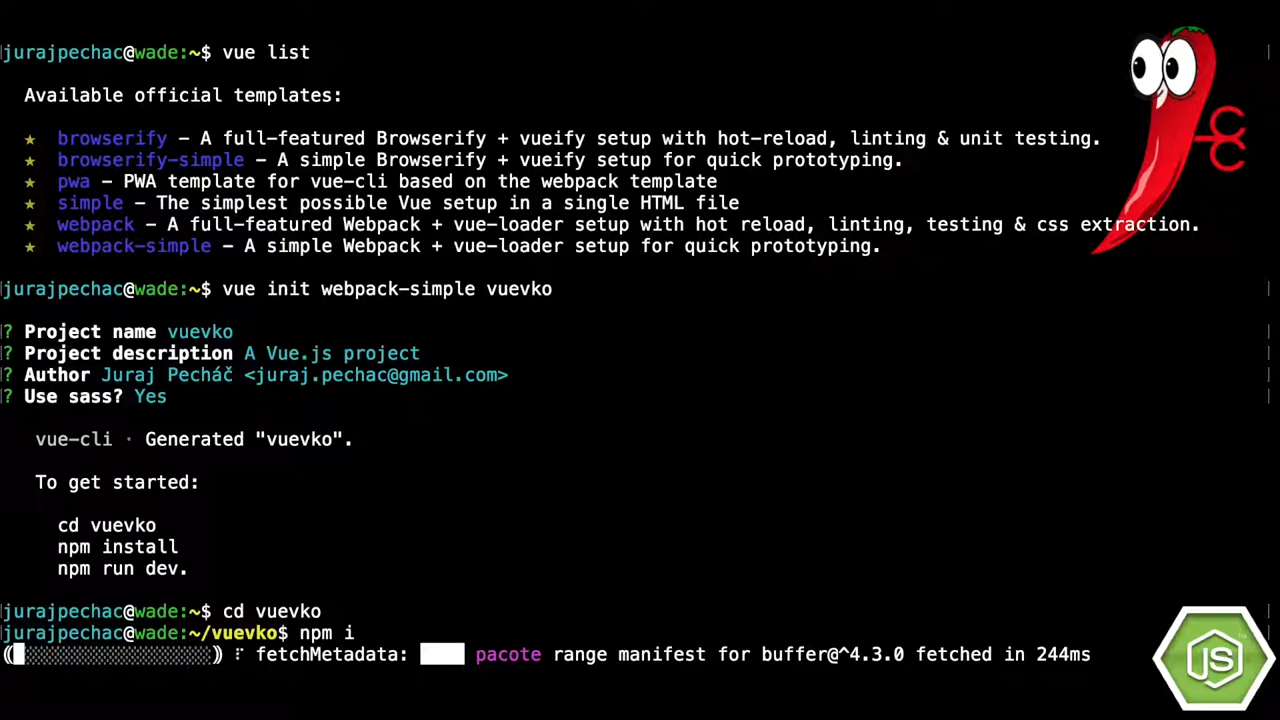 jurajpechac@wade:~$ vue list
Available official templates:
★ browserify - A full-featured Browserify + vueify setup with hot-reload, linting & unit testing.
★ browserify-simple - A simple Browserify + vueify setup for quick prototyping.
★ pwa - PWA template for vue-cli based on the webpack template
★ simple - The simplest possible Vue setup in a single HTML file
★ webpack - A full-featured Webpack + vue-loader setup with hot reload, linting, testing & css extraction.
★ webpack-simple - A simple Webpack + vue-loader setup for quick prototyping.
jurajpechac@wade:~$ vue init webpack-simple vuevko
? Project name vuevko
? Project description A Vue.js project
? Author Juraj Pecháč <juraj.pechac@gmail.com>
? Use sass? Yes
vue-cli · Generated "vuevko".
To get started:
cd vuevko
npm install
npm run dev.
jurajpechac@wade:~$ cd vuevko
jurajpechac@wade:~/vuevko$ npm i
fetchMetadata: pacote range manifest for buffer@^4.3.0 fetched in 244ms
JS